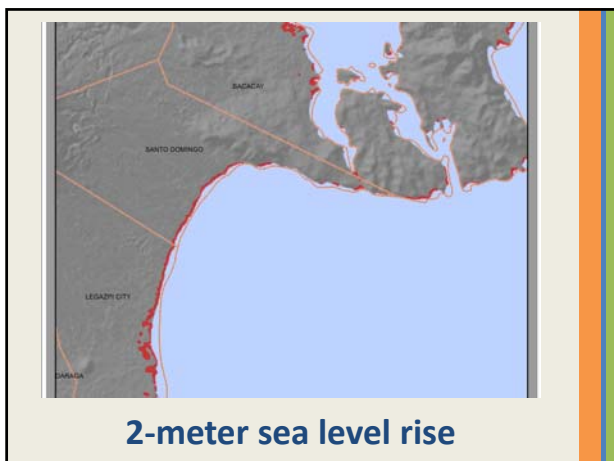 BACACAY
SANTO DOMINGO
LEGAZPI CITY
DARAGA
2-meter sea level rise